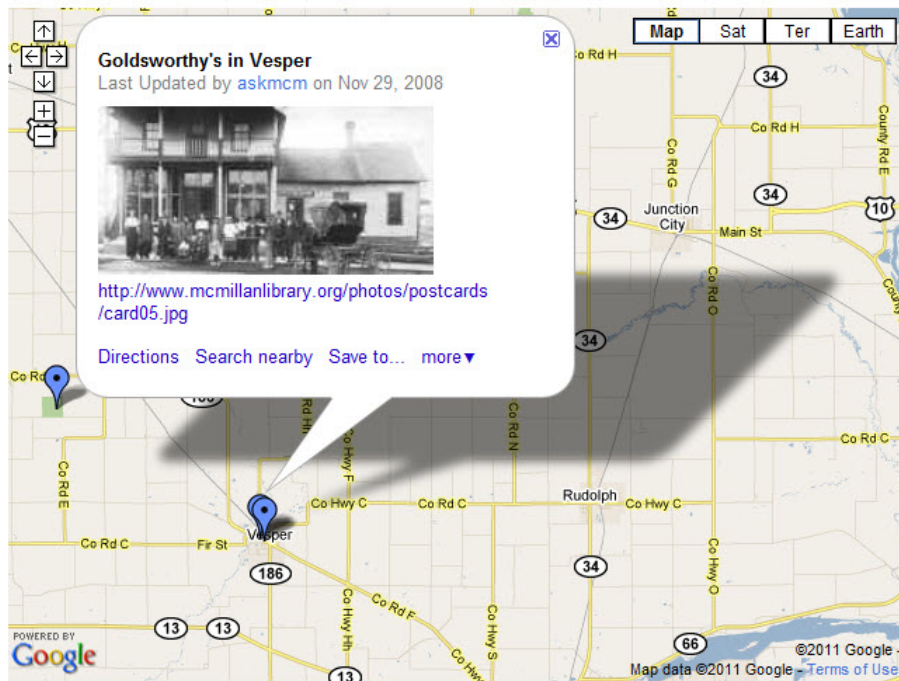 Map Sat Ter Earth
Goldsworthy's in Vesper
Last Updated by askmcm on Nov 29, 2008
http://www.mcmillanlibrary.org/photos/postcards
/card05.jpg
Directions Search nearby Save to... more▼
Rd H
34
Co Rd H
County Rd E
Co Rd G
34
10
34
Junction
City
Main St
County
Co Rd O
34
Co Rd
Co Rd Hh
Co Hwy F
Co Rd N
Co Rd C
Co Rd E
Co Hwy C
Co Rd C
Rudolph
Co Hwy C
Vesper
Co Rd C
Fir St
186
34
Co Hwy O
Co Rd F
Co Hwy Hh
Co Hwy S
13
13
66
13
POWERED BY
Google
©2011 Google -
Map data ©2011 Google - Terms of Use